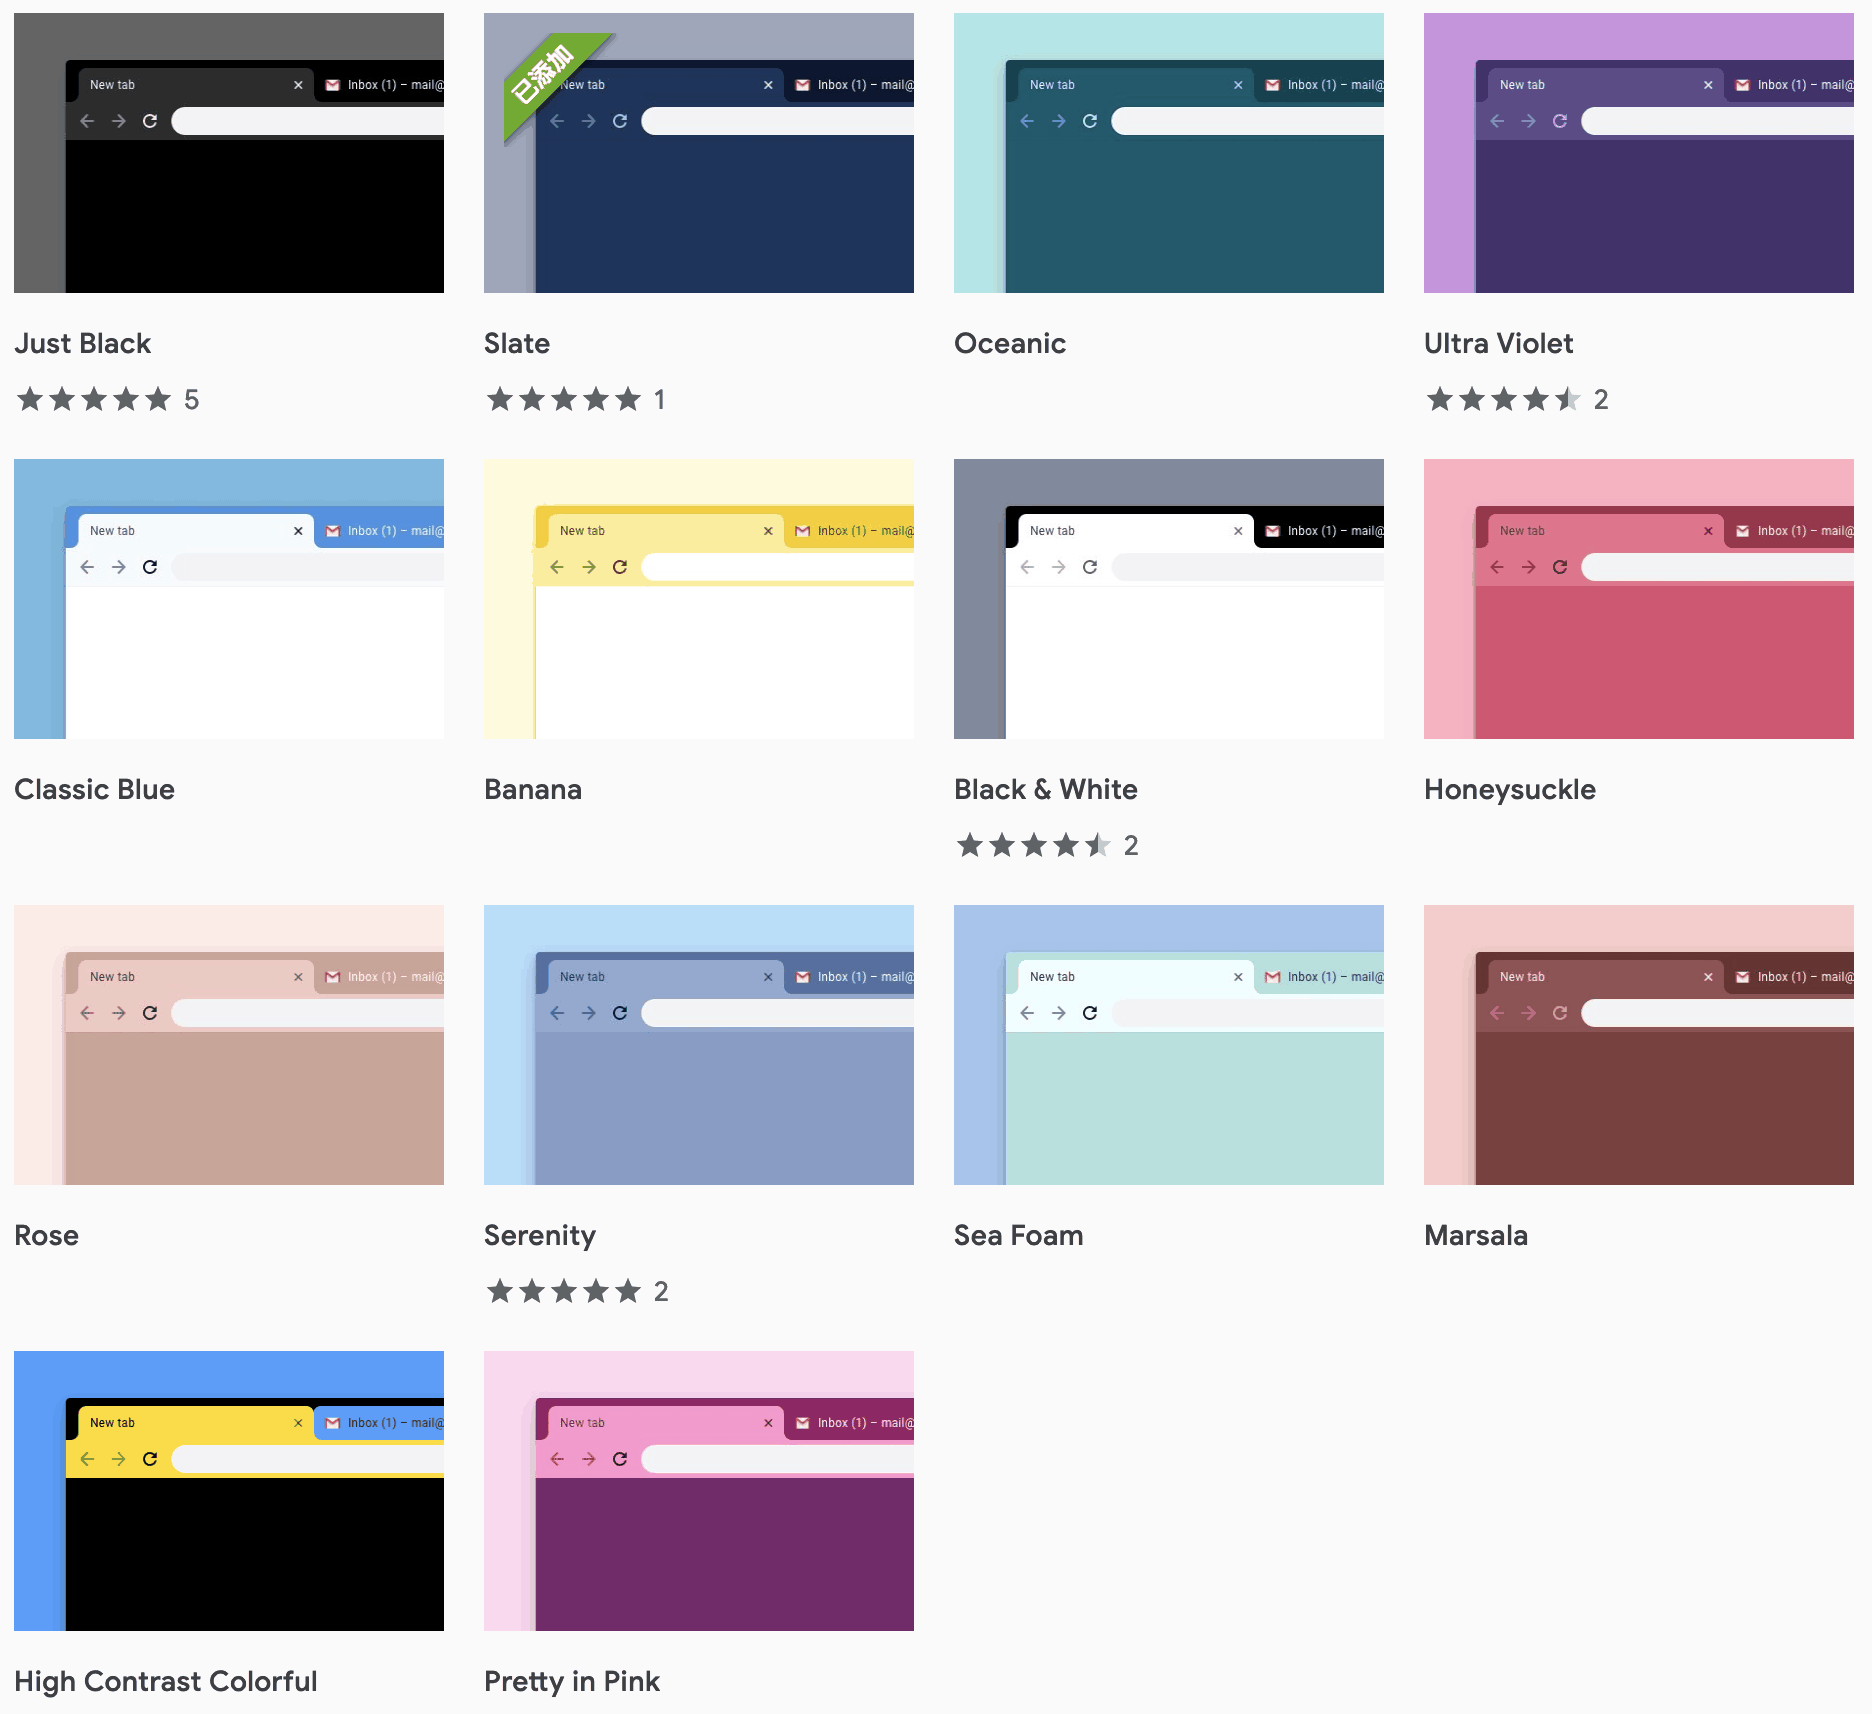 New tab
Inbox (1) – mail@
已添加
New tab
Inbox (1) – mail@
New tab
Inbox (1) – mail@
New tab
Inbox (1) – mail@
Just Black
Slate
Oceanic
Ultra Violet
5
1
2
New tab
Inbox (1) – mail@
New tab
Inbox (1) – mail@
New tab
Inbox (1) – mail@
New tab
Inbox (1) – mail@
Classic Blue
Banana
Black & White
Honeysuckle
2
New tab
Inbox (1) – mail@
New tab
Inbox (1) – mail@
New tab
Inbox (1) – mail@
New tab
Inbox (1) – mail@
Rose
Serenity
Sea Foam
Marsala
2
New tab
Inbox (1) – mail@
New tab
Inbox (1) – mail@
High Contrast Colorful
Pretty in Pink